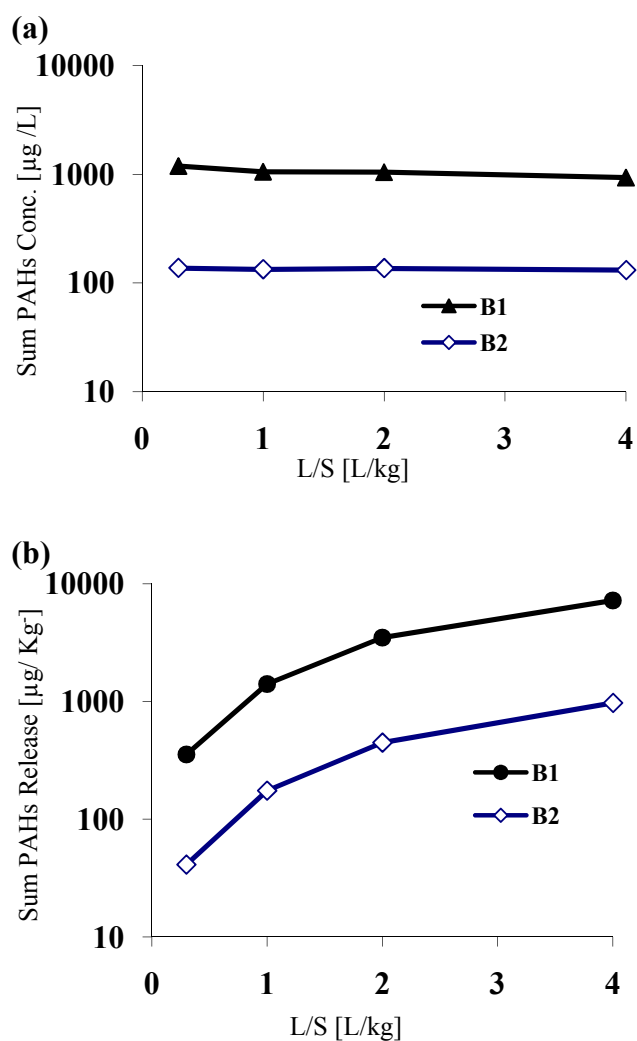 (a)
10000
1000
100
10
Sum PAHs Conc. [µg /L]
B1
B2
0 1 2 3 4
L/S [L/kg]
(b)
10000
1000
100
10
Sum PAHs Release [µg/ Kg-]
B1
B2
0 1 2 3 4
L/S [L/kg]